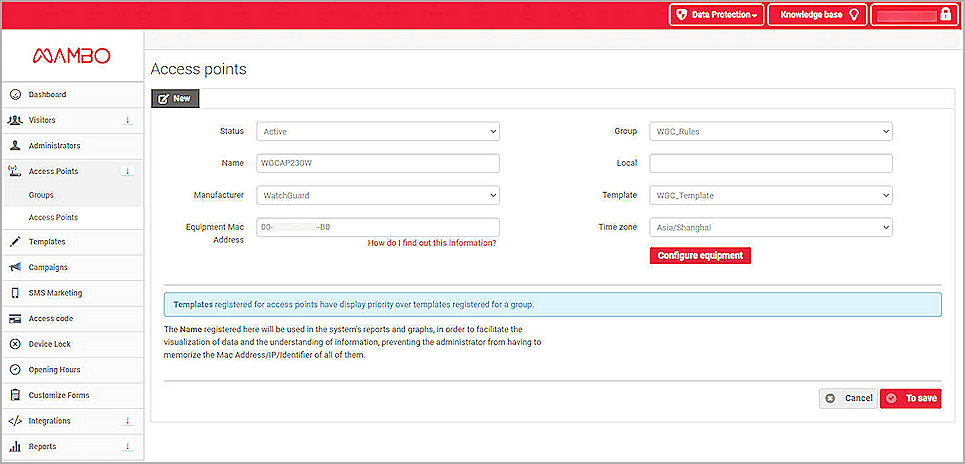 Data Protection
Knowledge base
MAMBO
Dashboard
Visitors
Administrators
Access Points
Groups
Access Points
Templates
Campaigns
SMS Marketing
Access code
Device Lock
Opening Hours
Customize Forms
Integrations
Reports
Access points
New
Status
Active
Group
WGC_Rules
Name
WGCAP230W
Local
Manufacturer
WatchGuard
Template
WGC_Template
Equipment Mac
Address
00- -B0
How do I find out this information?
Time zone
Asia/Shanghai
Configure equipment
Templates registered for access points have display priority over templates registered for a group.
The Name registered here will be used in the system's reports and graphs, in order to facilitate the
visualization of data and the understanding of information, preventing the administrator from having to
memorize the Mac Address/IP/Identifier of all of them.
Cancel
To save